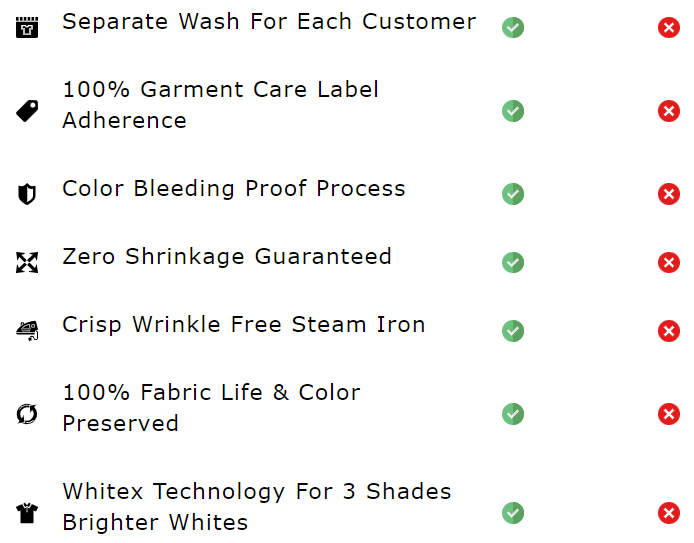 Separate Wash For Each Customer
100% Garment Care Label
Adherence
Color Bleeding Proof Process
Zero Shrinkage Guaranteed
Crisp Wrinkle Free Steam Iron
100% Fabric Life & Color
Preserved
Whitex Technology For 3 Shades
Brighter Whites